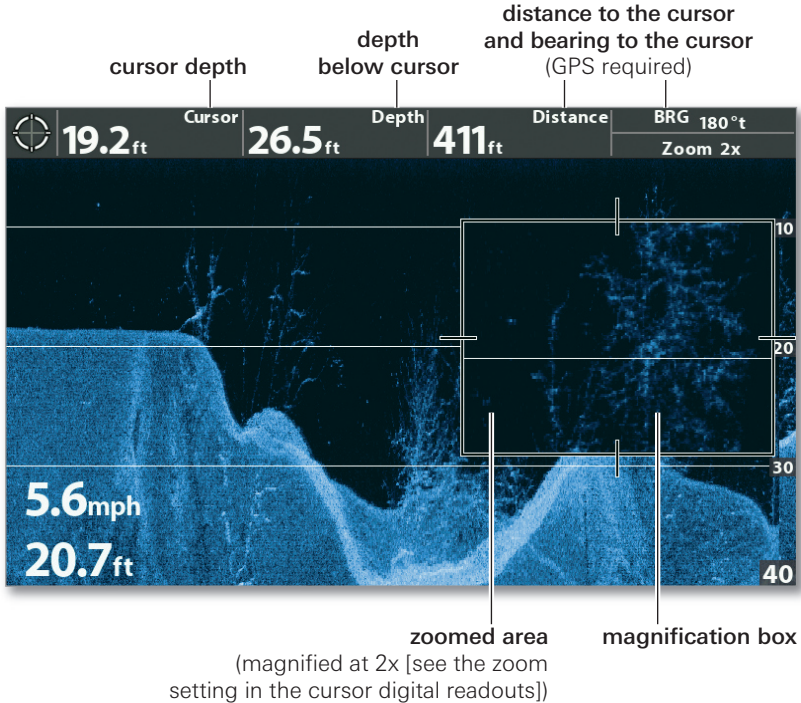 distance to the cursor
and bearing to the cursor
(GPS required)
depth
below cursor
cursor depth
Cursor
19.2ft
Depth
26.5ft
Distance
411ft
BRG 180°t
Zoom 2x
10
20
30
40
5.6mph
20.7ft
zoomed area
(magnified at 2x [see the zoom
setting in the cursor digital readouts])
magnification box